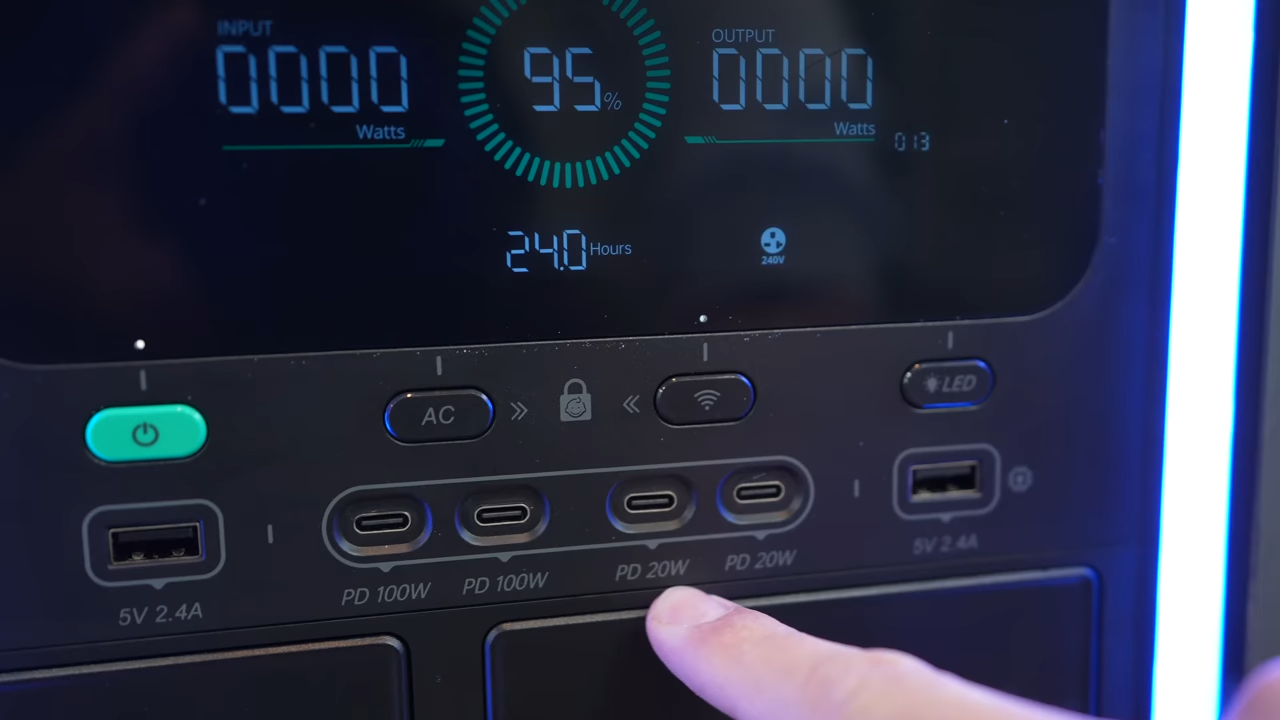 INPUT
0000
Watts
95%
OUTPUT
0000
Watts
013
24.0 Hours
240V
AC
LED
5V 2.4A
PD 100W
PD 100W
PD 20W
PD 20W
5V 2.4A